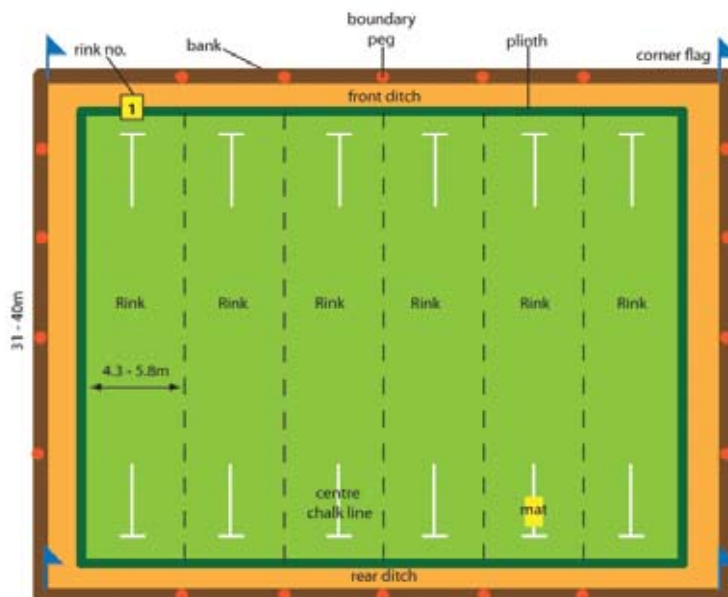 boundary
peg
rink no.
bank
plinth
corner flag
1
front ditch
31 - 40m
Rink
Rink
Rink
Rink
Rink
Rink
4.3 - 5.8m
centre
chalk line
mat
rear ditch